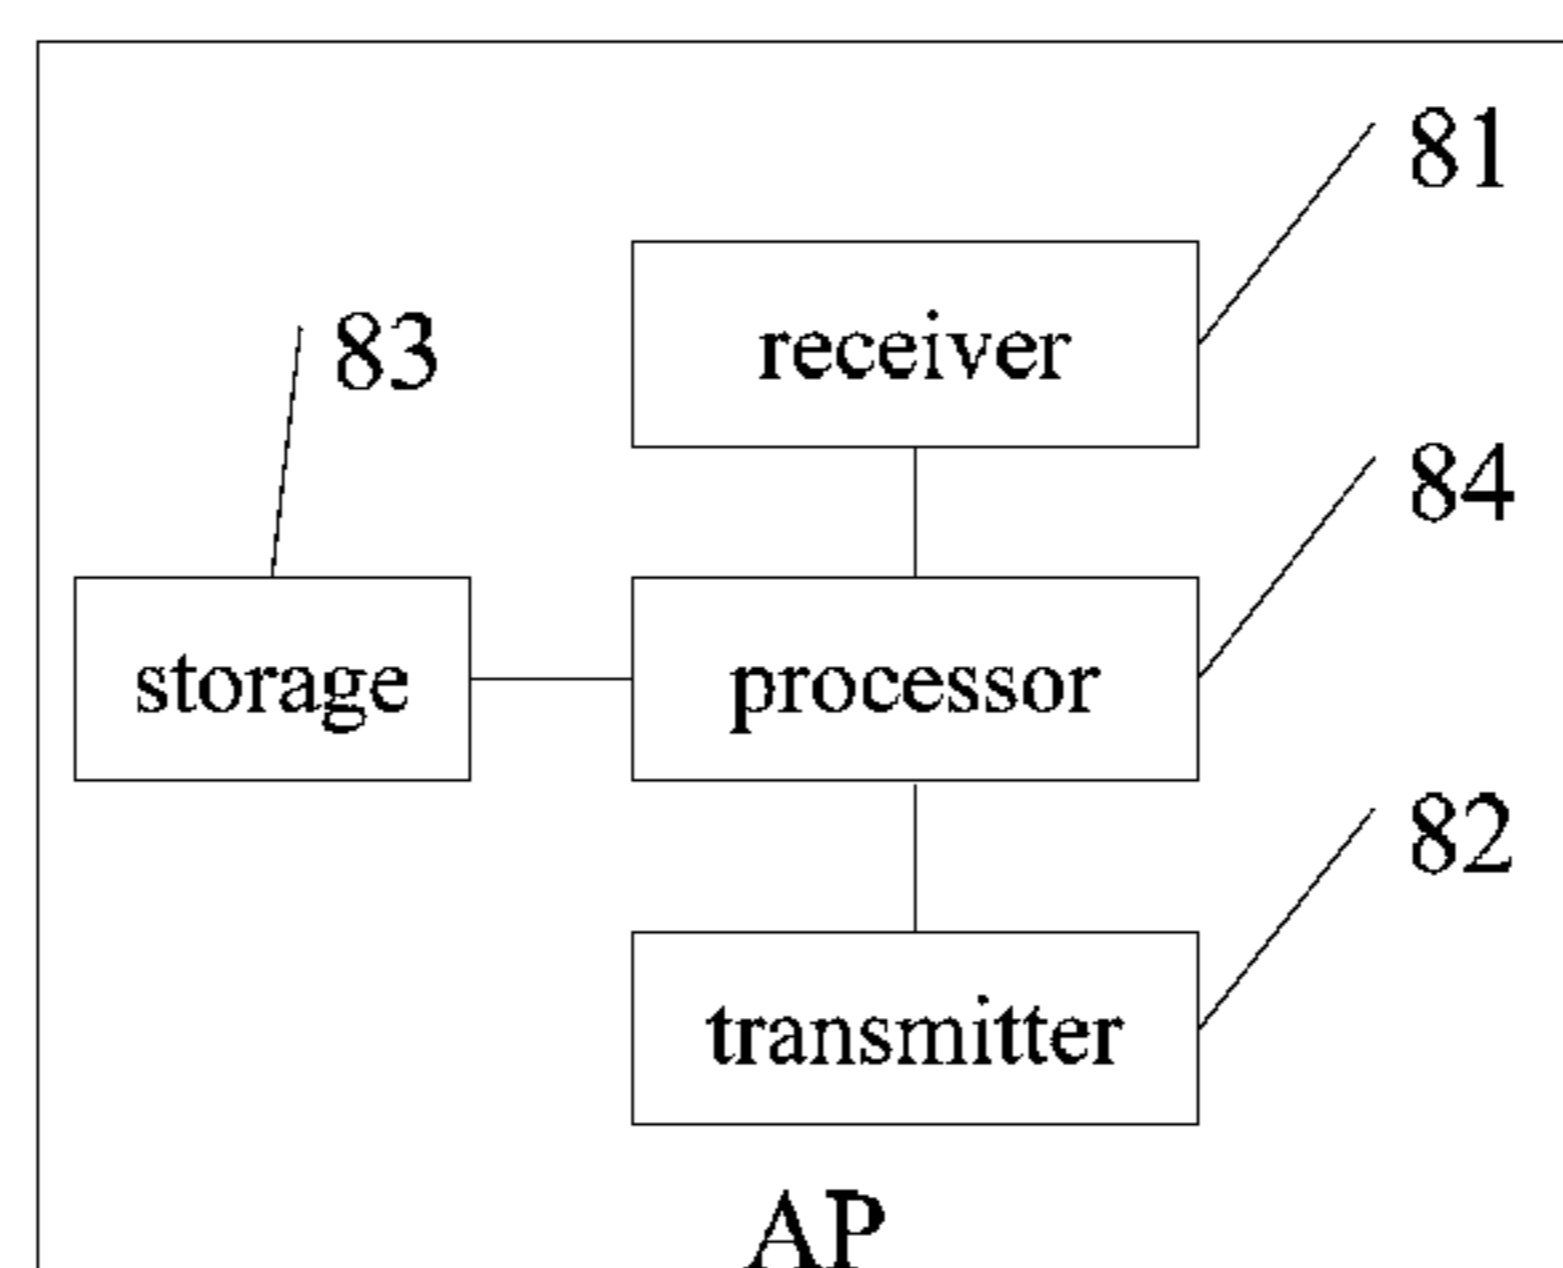 81
receiver
83
84
storage
processor
82
transmitter
AP